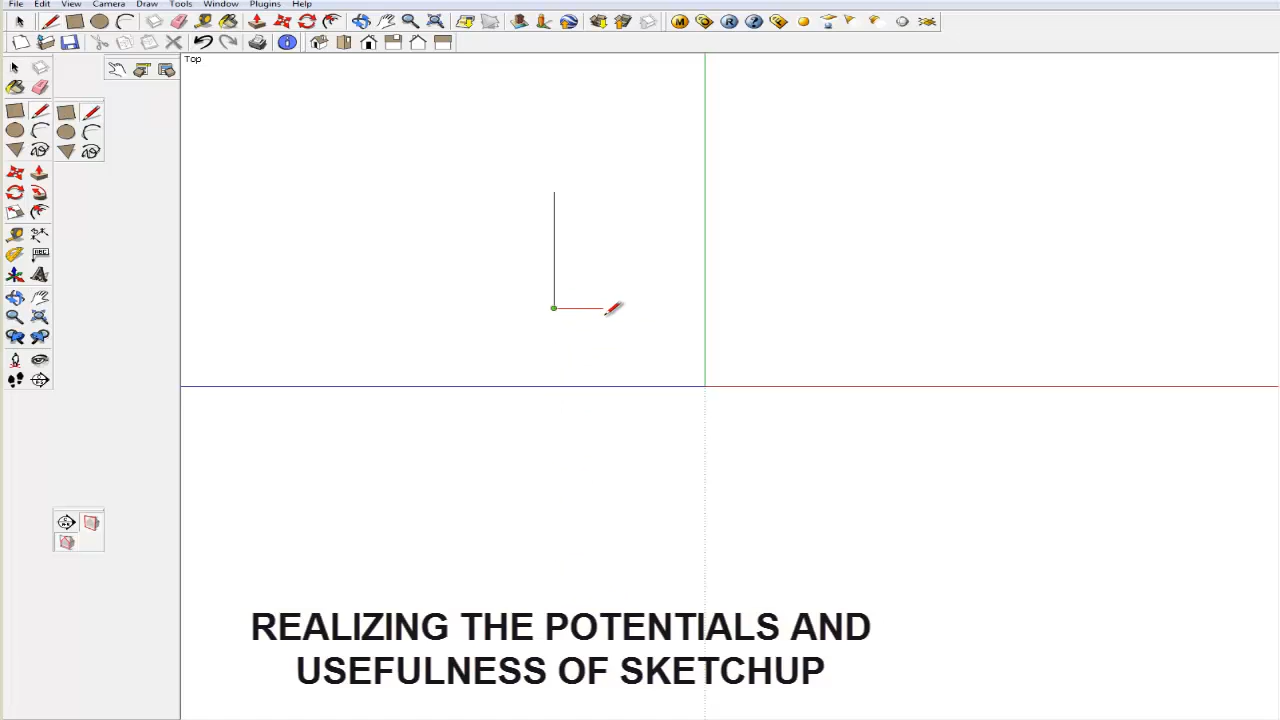 File Edit View Camera Draw Tools Window Plugins Help
Top
REALIZING THE POTENTIALS AND
USEFULNESS OF SKETCHUP